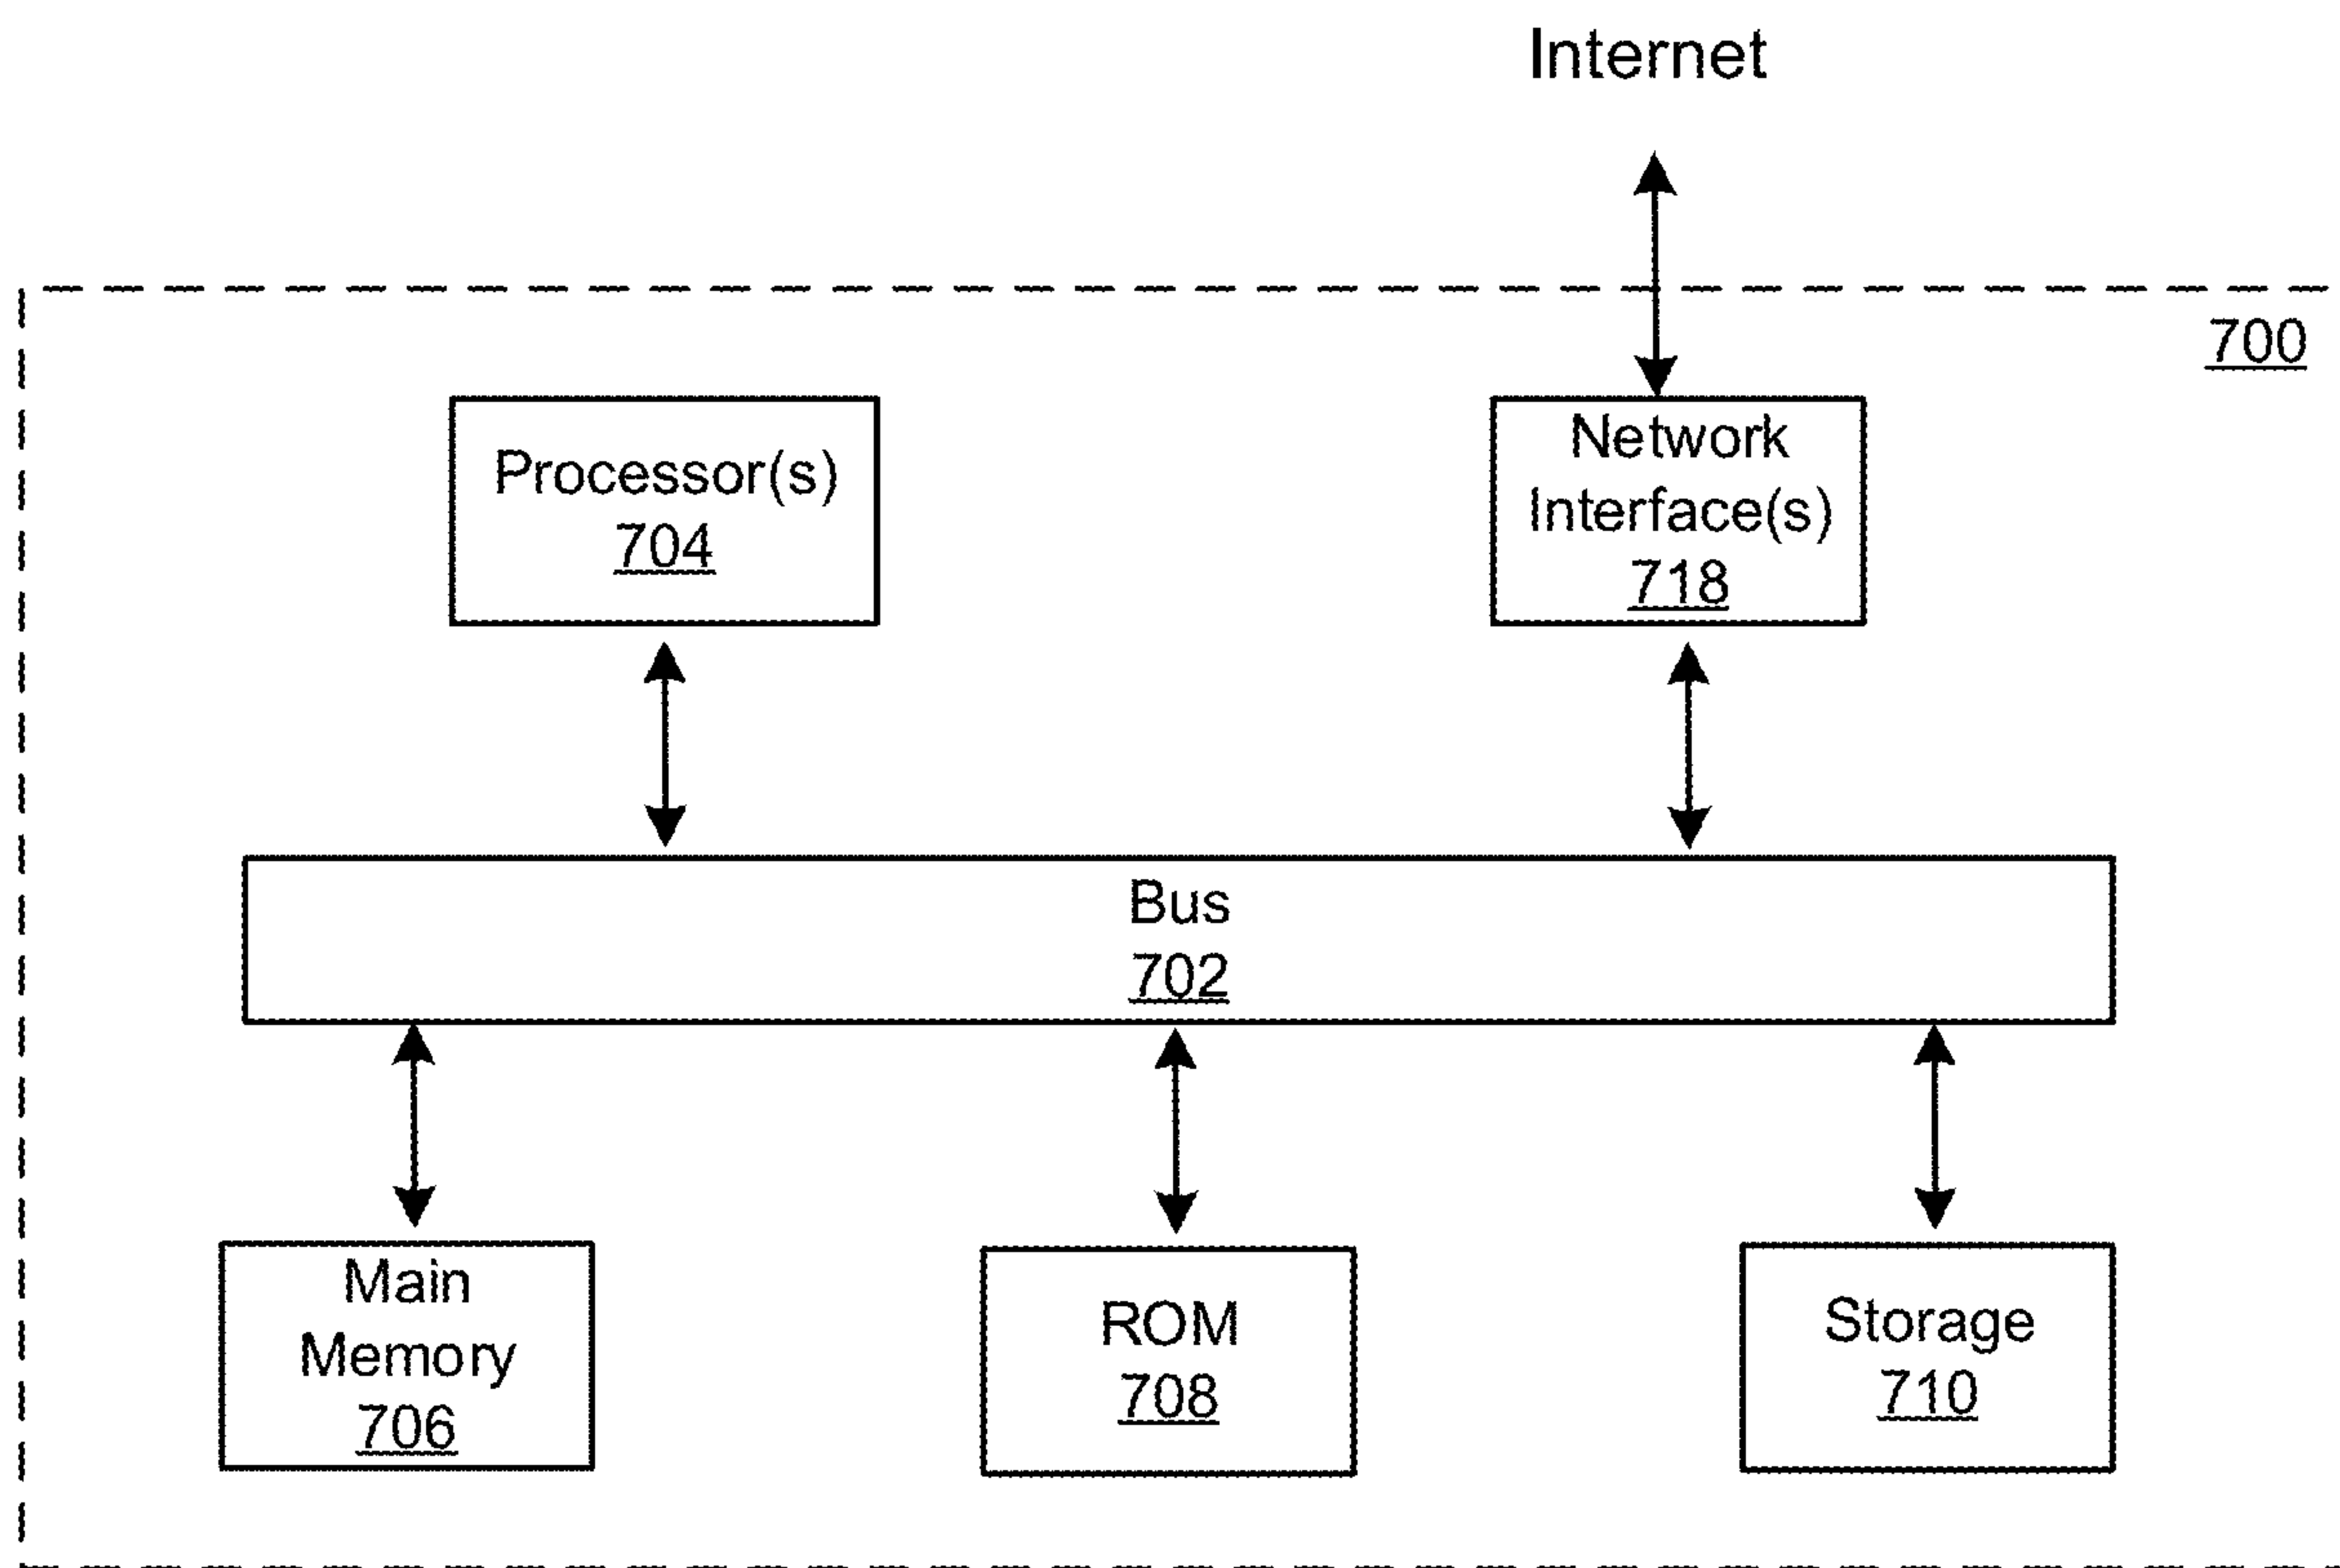 Internet
700
Processor(s)
704
Network
Interface(s)
718
Bus
702
Main
Memory
706
ROM
708
Storage
710